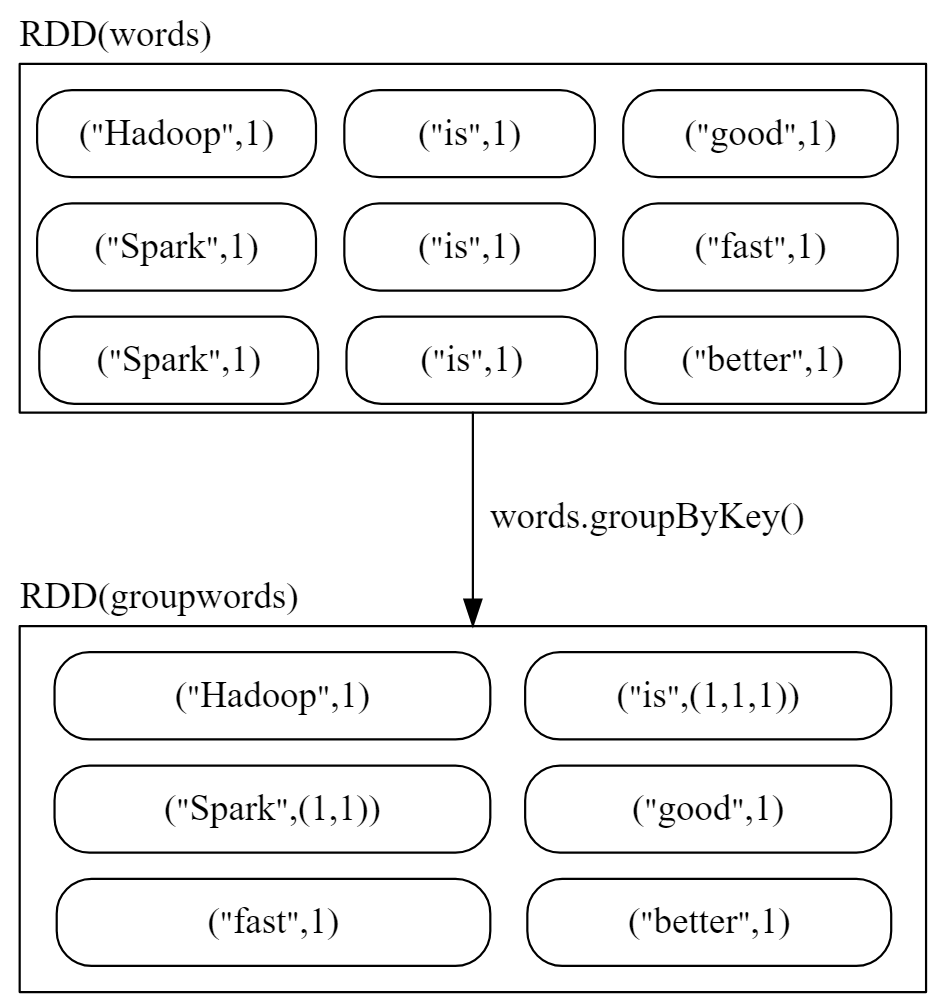 RDD(words)
("Hadoop",1) ("is",1) ("good",1)
("Spark",1) ("is",1) ("fast",1)
("Spark",1) ("is",1) ("better",1)
words.groupByKey()
RDD(groupwords)
("Hadoop",1) ("is",(1,1,1))
("Spark",(1,1)) ("good",1)
("fast",1) ("better",1)